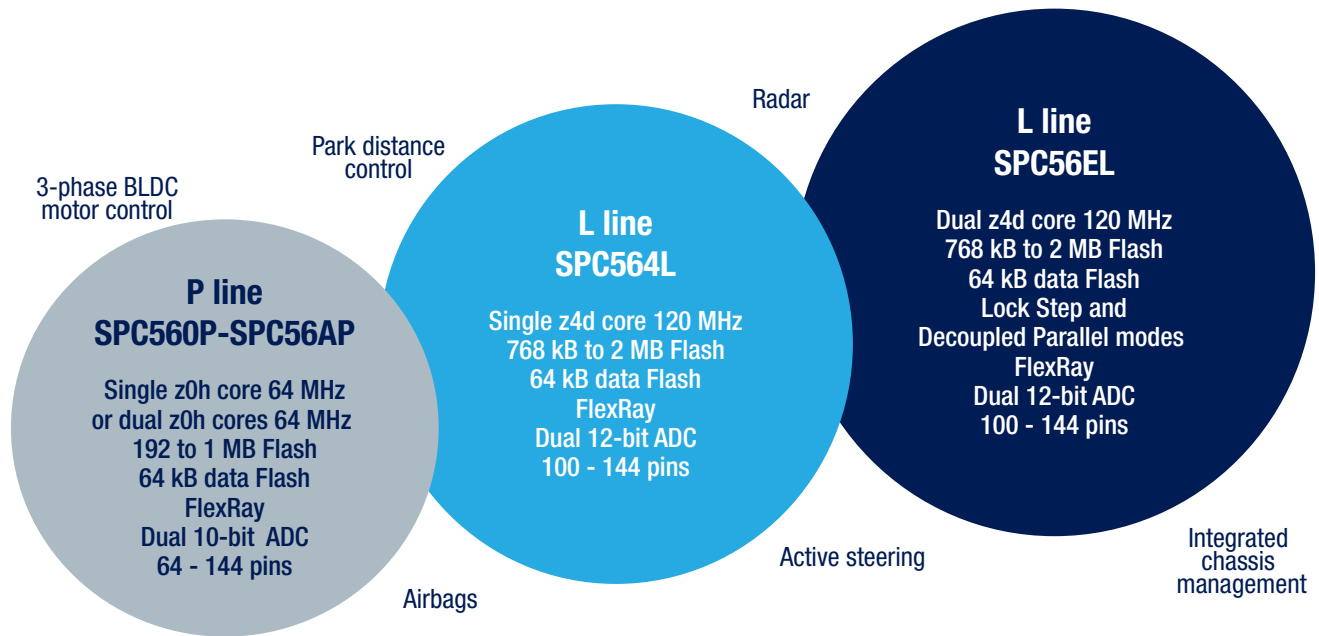 3-phase BLDC
motor control
P line
SPC560P-SPC56AP
Single z0h core 64 MHz
or dual z0h cores 64 MHz
192 to 1 MB Flash
64 kB data Flash
FlexRay
Dual 10-bit ADC
64 - 144 pins
Park distance
control
Airbags
L line
SPC564L
Single z4d core 120 MHz
768 kB to 2 MB Flash
64 kB data Flash
FlexRay
Dual 12-bit ADC
100 - 144 pins
Radar
Active steering
L line
SPC56EL
Dual z4d core 120 MHz
768 kB to 2 MB Flash
64 kB data Flash
Lock Step and
Decoupled Parallel modes
FlexRay
Dual 12-bit ADC
100 - 144 pins
Integrated
chassis
management